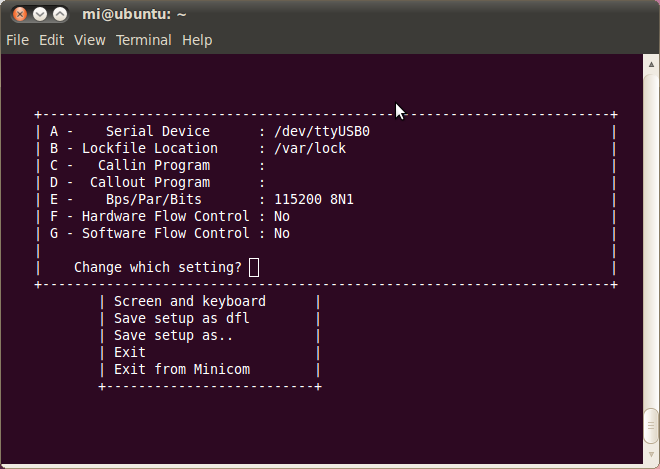 mi@ubuntu: ~
File Edit View Terminal Help
A - Serial Device : /dev/ttyUSB0
B - Lockfile Location : /var/lock
C - Callin Program :
D - Callout Program :
E - Bps/Par/Bits : 115200 8N1
F - Hardware Flow Control : No
G - Software Flow Control : No
Change which setting?
Screen and keyboard
Save setup as dfl
Save setup as..
Exit
Exit from Minicom